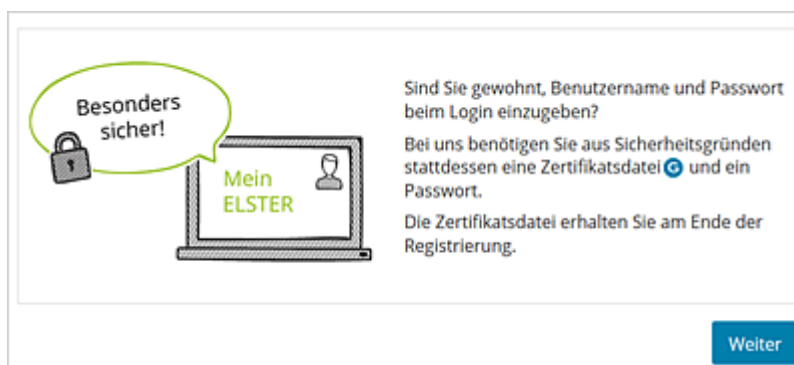 Besonders
sicher!
Mein
ELSTER
Sind Sie gewohnt, Benutzername und Passwort
beim Login einzugeben?
Bei uns benötigen Sie aus Sicherheitsgründen
stattdessen eine Zertifikatsdatei G und ein
Passwort.
Die Zertifikatsdatei erhalten Sie am Ende der
Registrierung.
Weiter